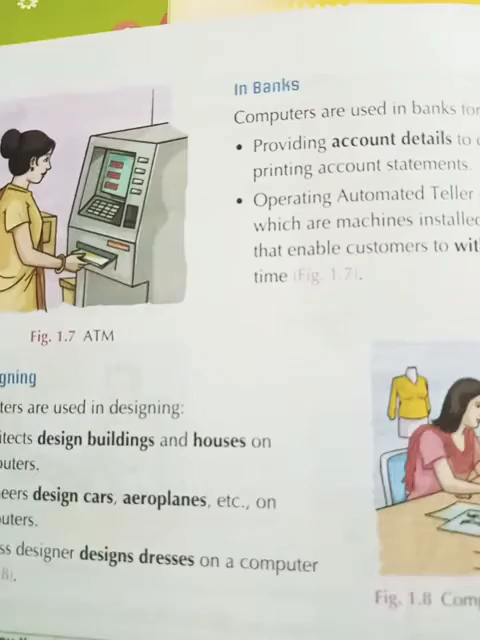 In Banks
Computers are used in banks for
• Providing account details to
printing account statements.
• Operating Automated Teller
which are machines installed
that enable customers to
time (Fig. 1.7).
Fig. 1.7 ATM
gning
ters are used in designing:
itects design buildings and houses on
puters.
eers design cars, aeroplanes, etc., on
uters.
ss designer designs dresses on a computer
8).
Fig. 1.8 Com